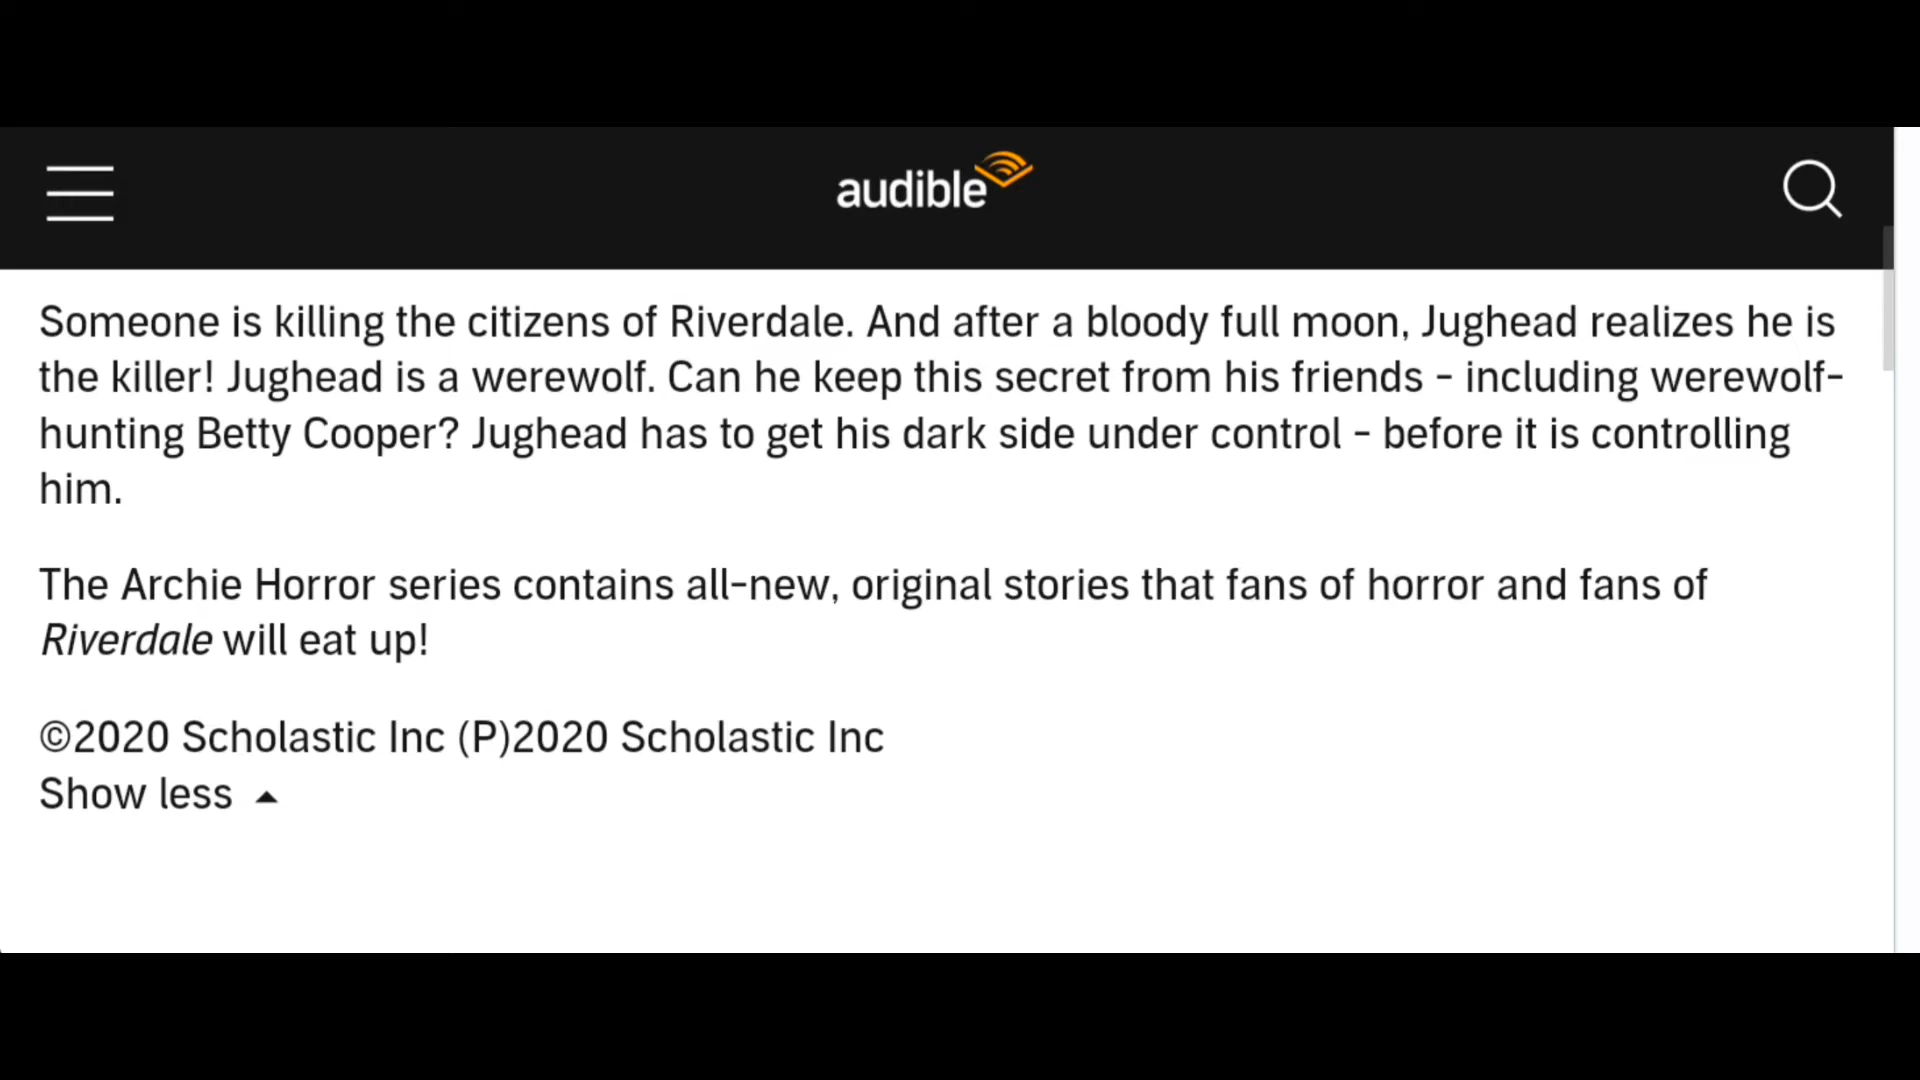 audible
Someone is killing the citizens of Riverdale. And after a bloody full moon, Jughead realizes he is
the killer! Jughead is a werewolf. Can he keep this secret from his friends - including werewolf-
hunting Betty Cooper? Jughead has to get his dark side under control - before it is controlling
him.
The Archie Horror series contains all-new, original stories that fans of horror and fans of
Riverdale will eat up!
©2020 Scholastic Inc (P)2020 Scholastic Inc
Show less